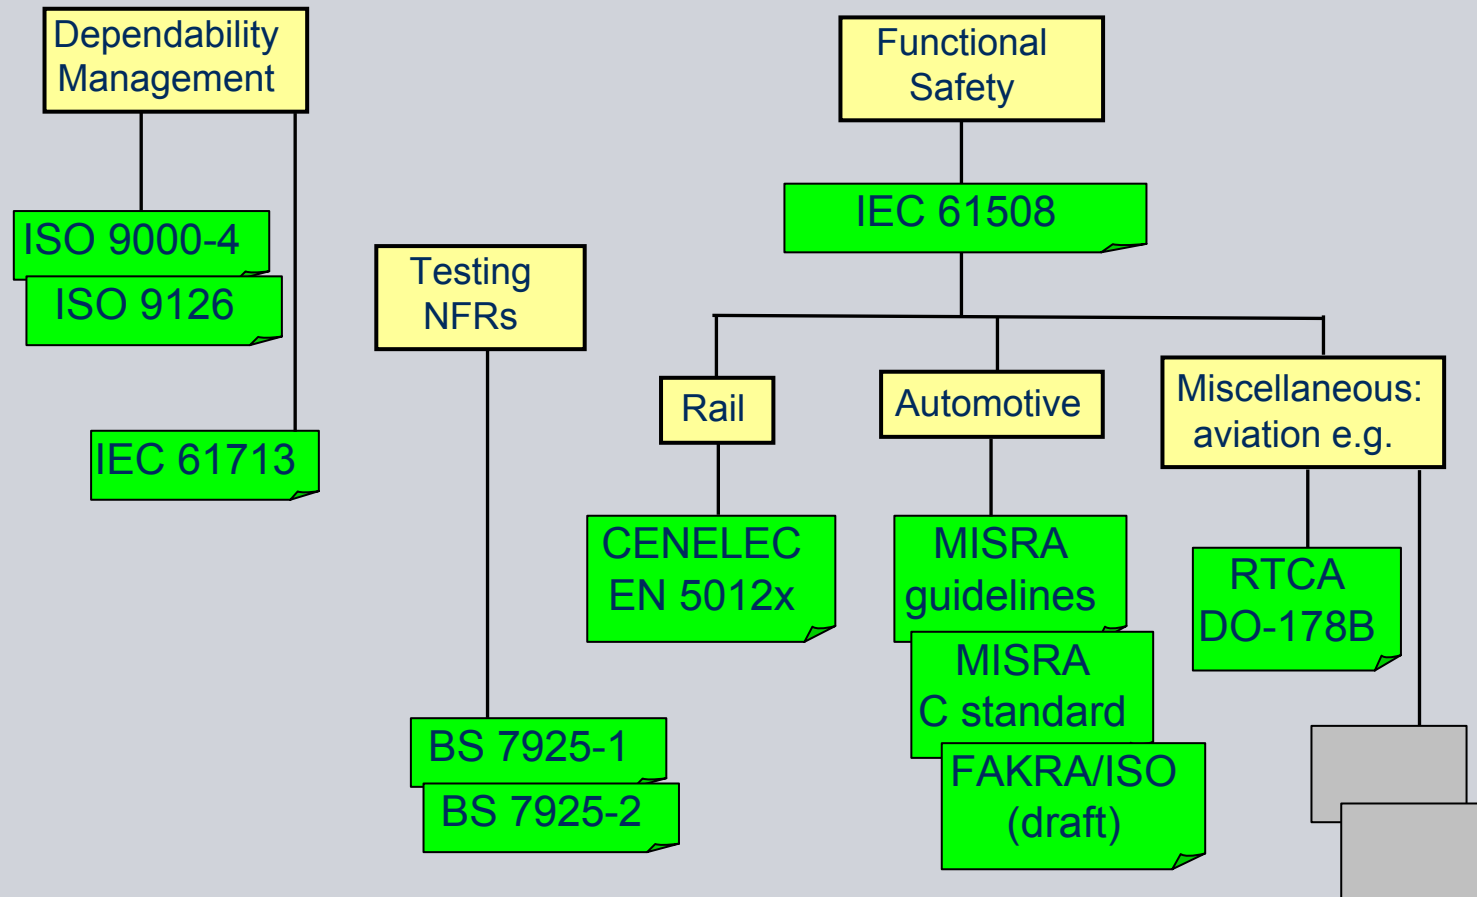 Dependability
Management
ISO 9000-4
ISO 9126
IEC 61713
Testing
NFRs
BS 7925-1
BS 7925-2
Functional
Safety
IEC 61508
Rail
CENELEC
EN 5012x
Automotive
MISRA
guidelines
MISRA
C standard
FAKRA/ISO
(draft)
Miscellaneous:
aviation e.g.
RTCA
DO-178B